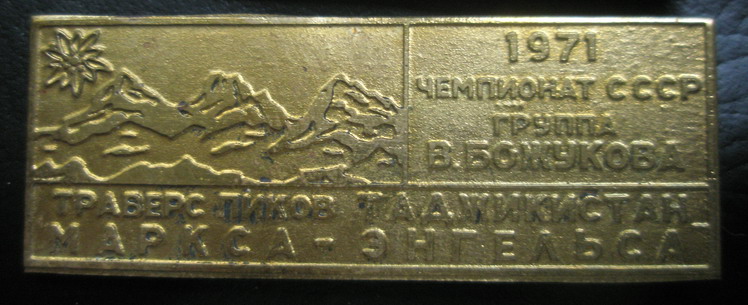 1971
ЧЕМПИОНАТ СССР
ГРУППА
В.БОЖУКОВА
ТРАВЕРС ПИКОВ ТАДЖИКИСТАН
МАРКСА-ЭНГЕЛЬСА